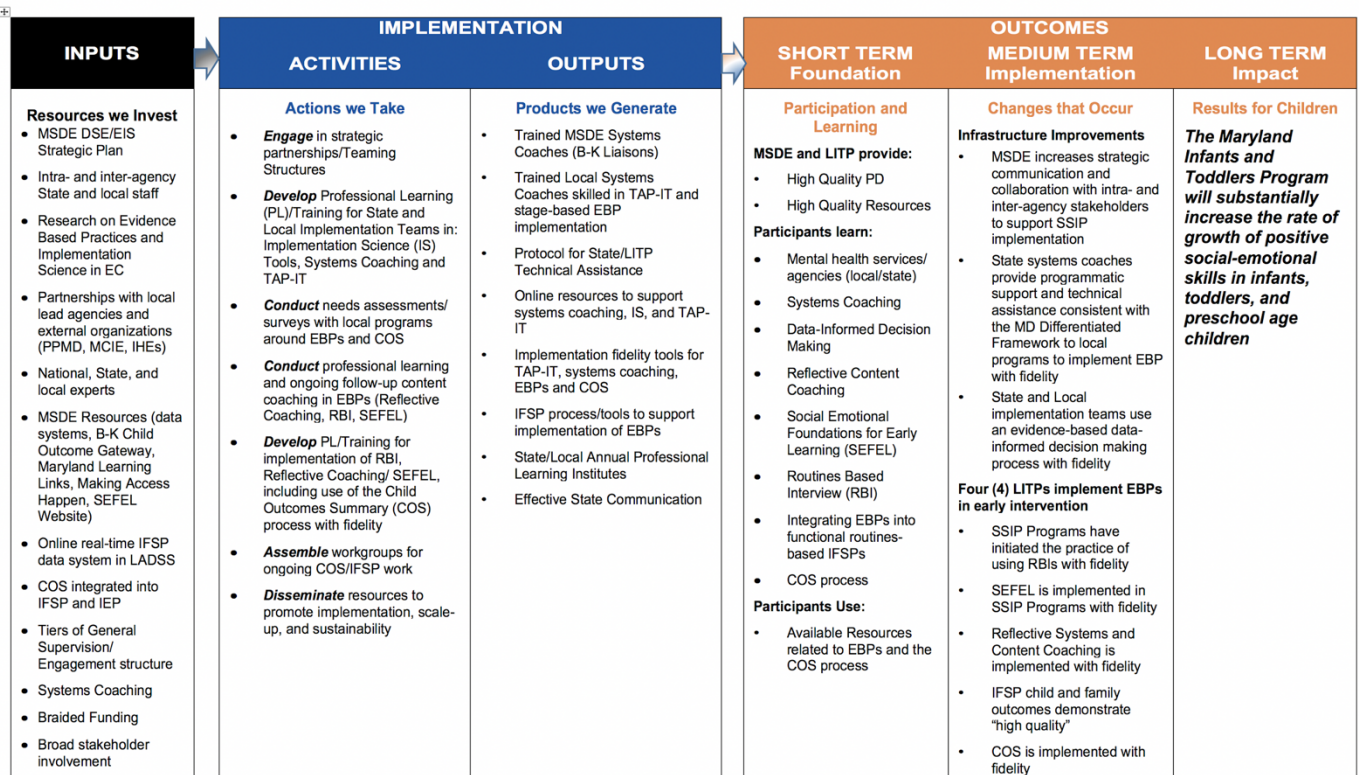 INPUTS
Resources we Invest
• MSDE DSE/EIS
Strategic Plan
• Intra- and inter-agency
State and local staff
• Research on Evidence
Based Practices and
Implementation
Science in EC
• Partnerships with local
lead agencies and
external organizations
(PPMD, MCIE, IHEs)
• National, State, and
local experts
• MSDE Resources (data
systems, B-K Child
Outcome Gateway,
Maryland Learning
Links, Making Access
Happen, SEFEL
Website)
• Online real-time IFSP
data system in LADSS
• COS integrated into
IFSP and IEP
• Tiers of General
Supervision/
Engagement structure
• Systems Coaching
• Braided Funding
• Broad stakeholder
involvement
IMPLEMENTATION
ACTIVITIES
Actions we Take
• Engage in strategic
partnerships/Teaming
Structures
• Develop Professional Learning
(PL)/Training for State and
Local Implementation Teams in:
Implementation Science (IS)
Tools, Systems Coaching and
TAP-IT
• Conduct needs assessments/
surveys with local programs
around EBPs and COS
• Conduct professional learning
and ongoing follow-up content
coaching in EBPs (Reflective
Coaching, RBI, SEFEL)
• Develop PL/Training for
implementation of RBI,
Reflective Coaching/ SEFEL,
including use of the Child
Outcomes Summary (COS)
process with fidelity
• Assemble workgroups for
ongoing COS/IFSP work
• Disseminate resources to
promote implementation, scale-
up, and sustainability
OUTPUTS
Products we Generate
• Trained MSDE Systems
Coaches (B-K Liaisons)
• Trained Local Systems
Coaches skilled in TAP-IT and
stage-based EBP
implementation
• Protocol for State/LITP
Technical Assistance
• Online resources to support
systems coaching, IS, and TAP-
IT
• Implementation fidelity tools for
TAP-IT, systems coaching,
EBPs and COS
• IFSP process/tools to support
implementation of EBPs
• State/Local Annual Professional
Learning Institutes
• Effective State Communication
OUTCOMES
SHORT TERM
Foundation
Participation and
Learning
MSDE and LITP provide:
• High Quality PD
• High Quality Resources
Participants learn:
• Mental health services/
agencies (local/state)
• Systems Coaching
• Data-Informed Decision
Making
• Reflective Content
Coaching
• Social Emotional
Foundations for Early
Learning (SEFEL)
• Routines Based
Interview (RBI)
• Integrating EBPs into
functional routines-
based IFSPs
• COS process
Participants Use:
• Available Resources
related to EBPs and the
COS process
MEDIUM TERM
Implementation
Changes that Occur
Infrastructure Improvements
• MSDE increases strategic
communication and
collaboration with intra- and
inter-agency stakeholders
to support SSIP
implementation
• State systems coaches
provide programmatic
support and technical
assistance consistent with
the MD Differentiated
Framework to local
programs to implement EBP
with fidelity
• State and Local
implementation teams use
an evidence-based data-
informed decision making
process with fidelity
Four (4) LITPs implement EBPs
in early intervention
• SSIP Programs have
initiated the practice of
using RBIs with fidelity
• SEFEL is implemented in
SSIP Programs with fidelity
• Reflective Systems and
Content Coaching is
implemented with fidelity
• IFSP child and family
outcomes demonstrate
“high quality”
• COS is implemented with
fidelity
LONG TERM
Impact
Results for Children
The Maryland
Infants and
Toddlers Program
will substantially
increase the rate of
growth of positive
social-emotional
skills in infants,
toddlers, and
preschool age
children